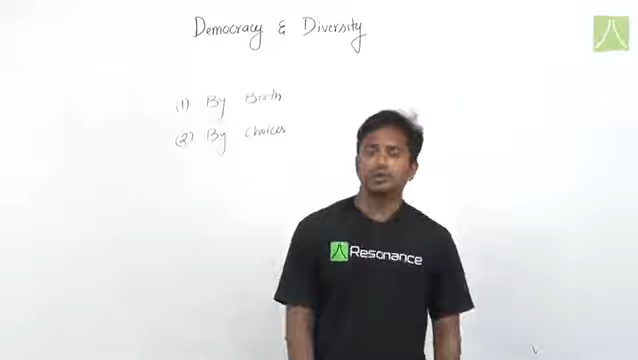 Democracy & Diversity
(1) By Birth
(2) By Choices
Resonance